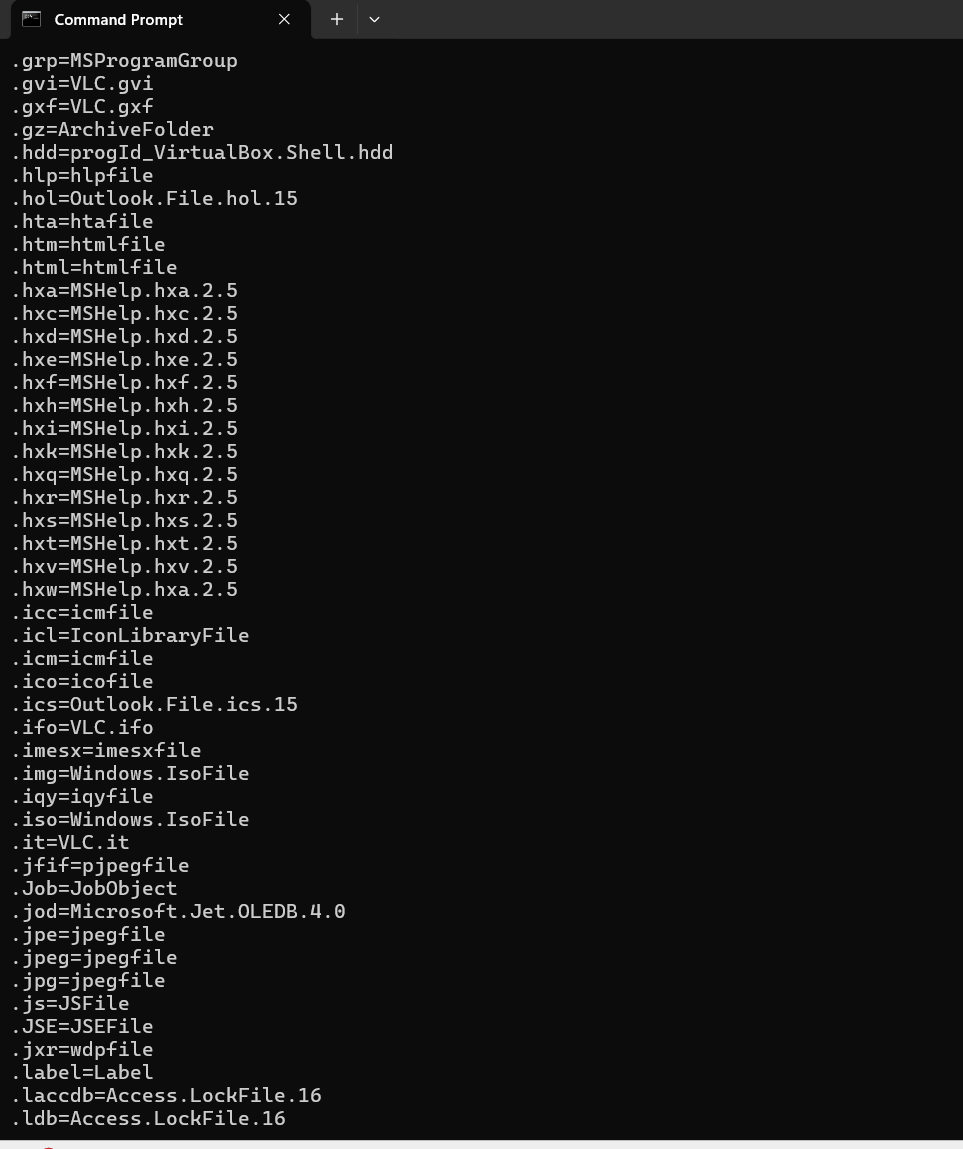 Command Prompt
.grp=MSProgramGroup
.gvi=VLC.gvi
.gxf=VLC.gxf
.gz=ArchiveFolder
.hdd=progId_VirtualBox.Shell.hdd
.hlp=hlpfile
.hol=Outlook.File.hol.15
.hta=htafile
.htm=htmlfile
.html=htmlfile
.hxa=MSHelp.hxa.2.5
.hxc=MSHelp.hxc.2.5
.hxd=MSHelp.hxd.2.5
.hxe=MSHelp.hxe.2.5
.hxf=MSHelp.hxf.2.5
.hxh=MSHelp.hxh.2.5
.hxi=MSHelp.hxi.2.5
.hxk=MSHelp.hxk.2.5
.hxq=MSHelp.hxq.2.5
.hxr=MSHelp.hxr.2.5
.hxs=MSHelp.hxs.2.5
.hxt=MSHelp.hxt.2.5
.hxv=MSHelp.hxv.2.5
.hxw=MSHelp.hxa.2.5
.icc=icmfile
.icl=IconLibraryFile
.icm=icmfile
.ico=icofile
.ics=Outlook.File.ics.15
.ifo=VLC.ifo
.imesx=imesxfile
.img=Windows.IsoFile
.iqy=iqyfile
.iso=Windows.IsoFile
.it=VLC.it
.jfif=pjpegfile
.Job=JobObject
.jod=Microsoft.Jet.OLEDB.4.0
.jpe=jpegfile
.jpeg=jpegfile
.jpg=jpegfile
.js=JSFile
.JSE=JSEFile
.jxr=wdpfile
.label=Label
.laccdb=Access.LockFile.16
.ldb=Access.LockFile.16